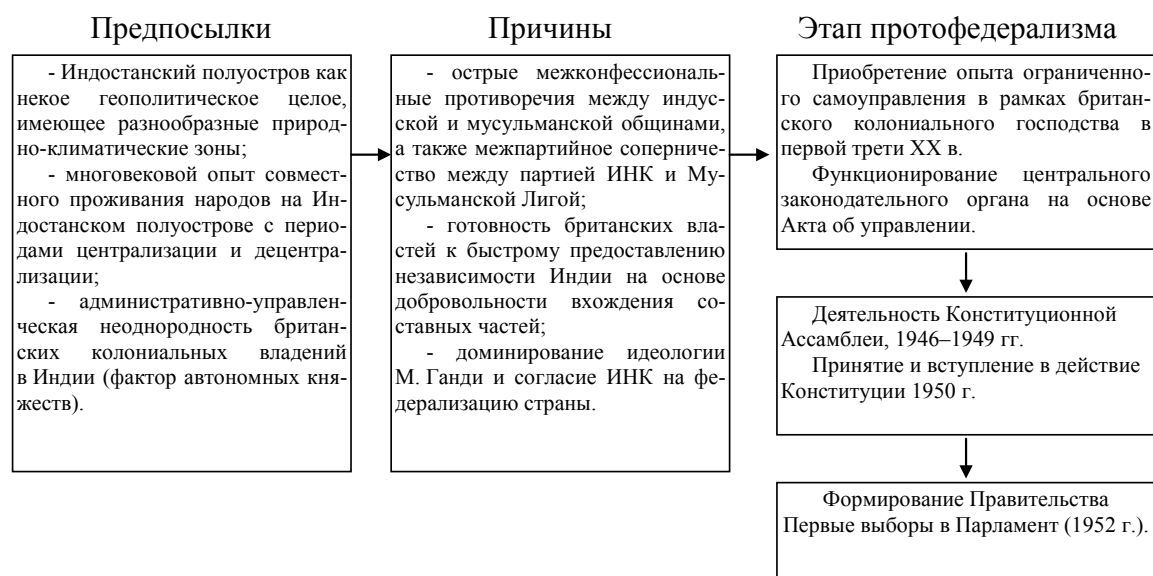 Предпосылки
- Индостанский полуостров как
некое геополитическое целое,
имеющее разнообразные природ-
но-климатические зоны;
- многовековой опыт совмест-
ного проживания народов на Ин-
достанском полуострове с перио-
дами централизации и децентра-
лизации;
- административно-управлен-
ческая неоднородность британ-
ских колониальных владений
в Индии (фактор автономных кня-
жеств).
Причины
- острые межконфессиональ-
ные противоречия между индус-
ской и мусульманской общинами,
а также межпартийное соперниче-
ство между партией ИНК и Му-
сульманской Лигой;
- готовность британских вла-
стей к быстрому предоставлению
независимости Индии на основе
добровольности вхождения со-
ставных частей;
- доминирование идеологии
М. Ганди и согласие ИНК на фе-
дерализацию страны.
Этап протофедерализма
Приобретение опыта ограниченно-
го самоуправления в рамках британ-
ского колониального господства в
первой трети XX в.
Функционирование центрального
законодательного органа на основе
Акта об управлении.
Деятельность Конституционной
Ассамблеи, 1946–1949 гг.
Принятие и вступление в действие
Конституции 1950 г.
Формирование Правительства
Первые выборы в Парламент (1952 г.).